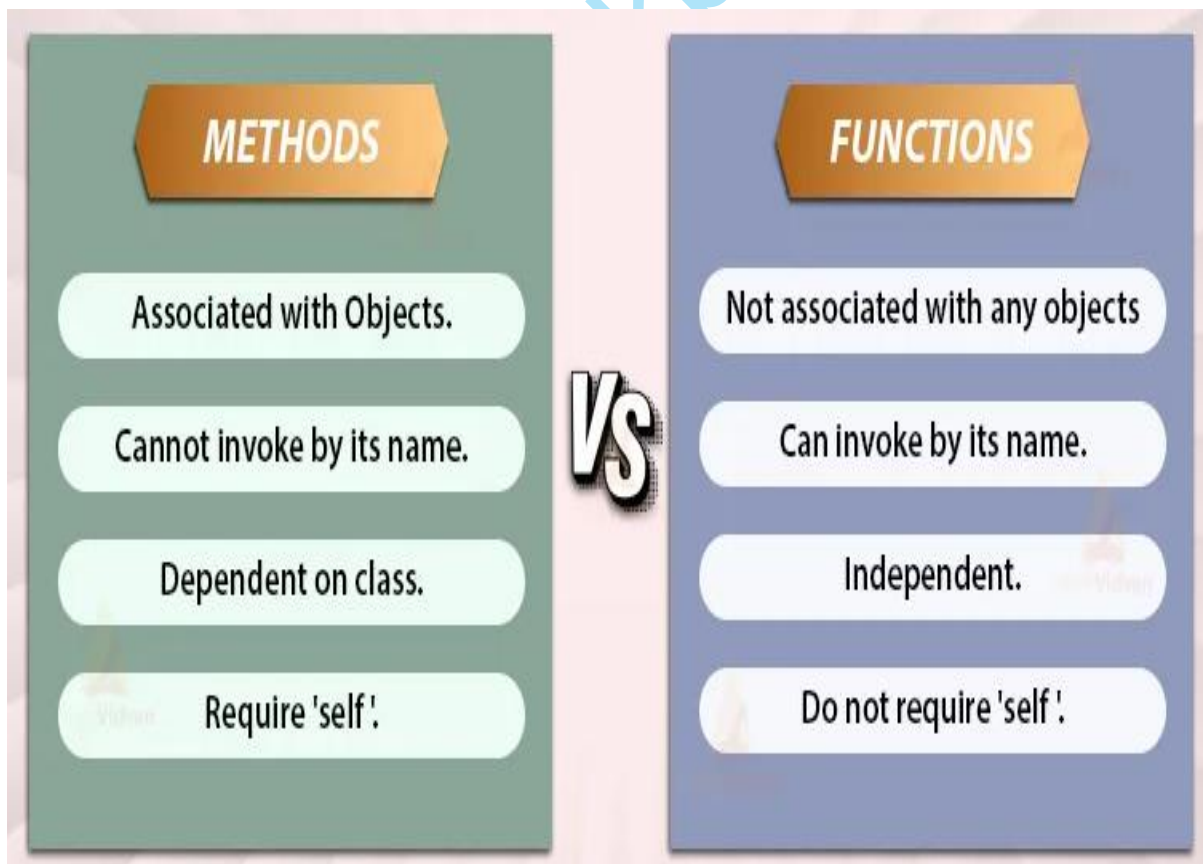 METHODS
Associated with Objects.
Cannot invoke by its name.
Dependent on class.
Require 'self '.
VS
FUNCTIONS
Not associated with any objects
Can invoke by its name.
Independent.
Do not require 'self '.